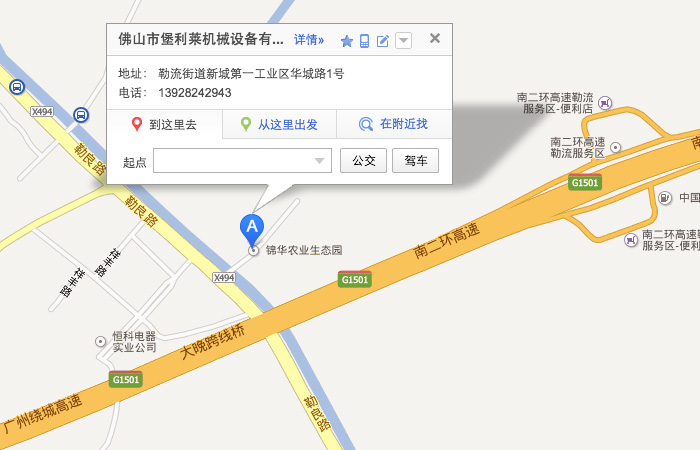 佛山市堡利莱机械设备有... 详情»
地址： 勒流街道新城第一工业区华城路1号
电话： 13928242943
到这里去
从这里出发
在附近找
起点
公交
驾车
X494
勒良路
勒良路
南二环高速勒流
服务区-便利店
南二环高速
勒流服务区
南
G1501
中国
南二环高速勒
服务区-便利
A
锦华农业生态园
南二环高速
祥丰路
祥丰路
X494
G1501
恒科电器
实业公司
大晚跨线桥
G1501
广州绕城高速
勒良路